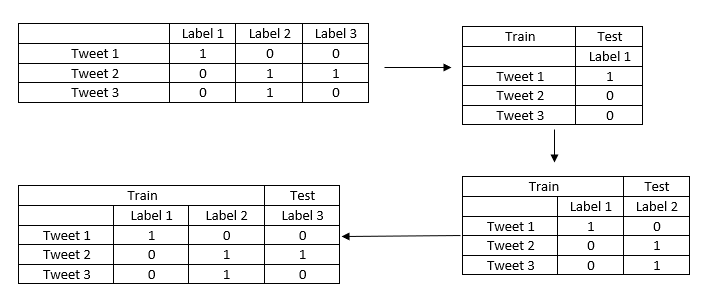 Label 1 Label 2 Label 3
Tweet 1 1 0 0
Tweet 2 0 1 1
Tweet 3 0 1 0
Train Test
Label 1
Tweet 1 1
Tweet 2 0
Tweet 3 0
Train Test
Label 1 Label 2
Tweet 1 1 0
Tweet 2 0 1
Tweet 3 0 1
Train Test
Label 1 Label 2 Label 3
Tweet 1 1 0 0
Tweet 2 0 1 1
Tweet 3 0 1 0